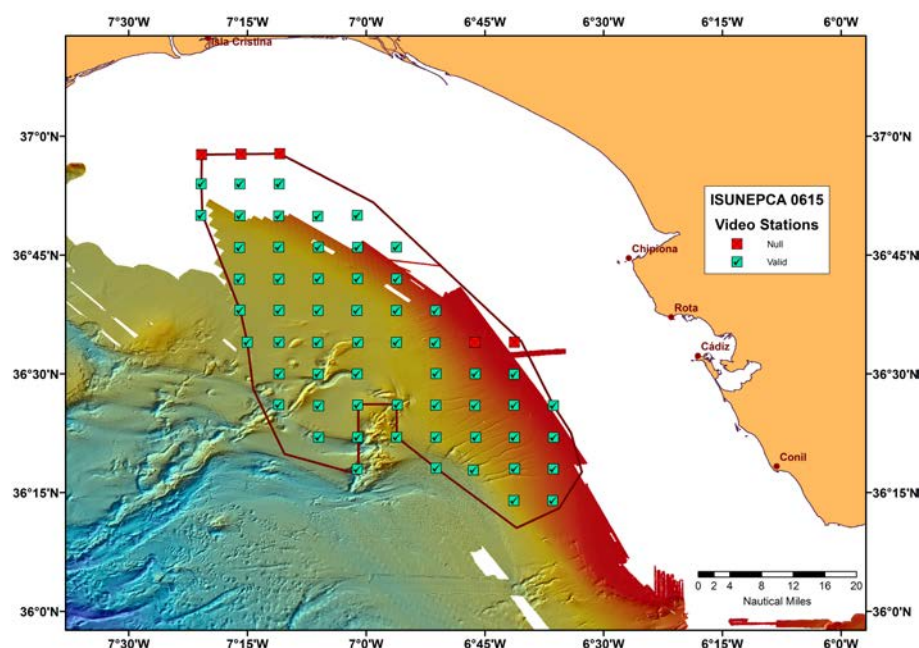 7°30'W 7°15'W 7°0'W 6°45'W 6°30'W 6°15'W 6°0'W
Isla Cristina
37°0'N 37°0'N
ISUNEPCA 0615
Video Stations
Null
Valid
36°45'N 36°45'N
Chipiona
Rota
Cádiz
36°30'N 36°30'N
Conil
36°15'N 36°15'N
0 2 4 8 12 16 20
Nautical Miles
36°0'N 36°0'N
7°30'W 7°15'W 7°0'W 6°45'W 6°30'W 6°15'W 6°0'W